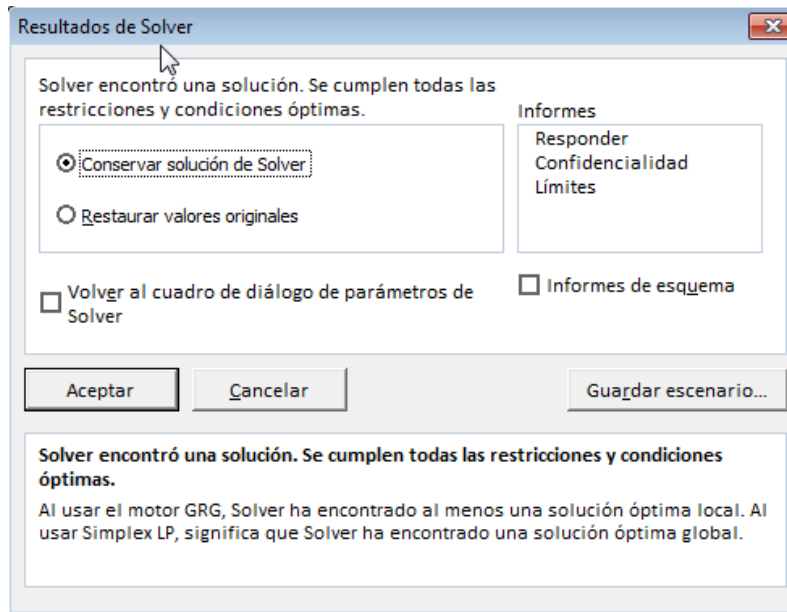 Resultados de Solver
Solver encontró una solución. Se cumplen todas las
restricciones y condiciones óptimas.
Conservar solución de Solver
Restaurar valores originales
Informes
Responder
Confidencialidad
Límites
Volver al cuadro de diálogo de parámetros de
Solver
Informes de esquema
Aceptar
Cancelar
Guardar escenario...
Solver encontró una solución. Se cumplen todas las restricciones y condiciones
óptimas.
Al usar el motor GRG, Solver ha encontrado al menos una solución óptima local. Al
usar Simplex LP, significa que Solver ha encontrado una solución óptima global.